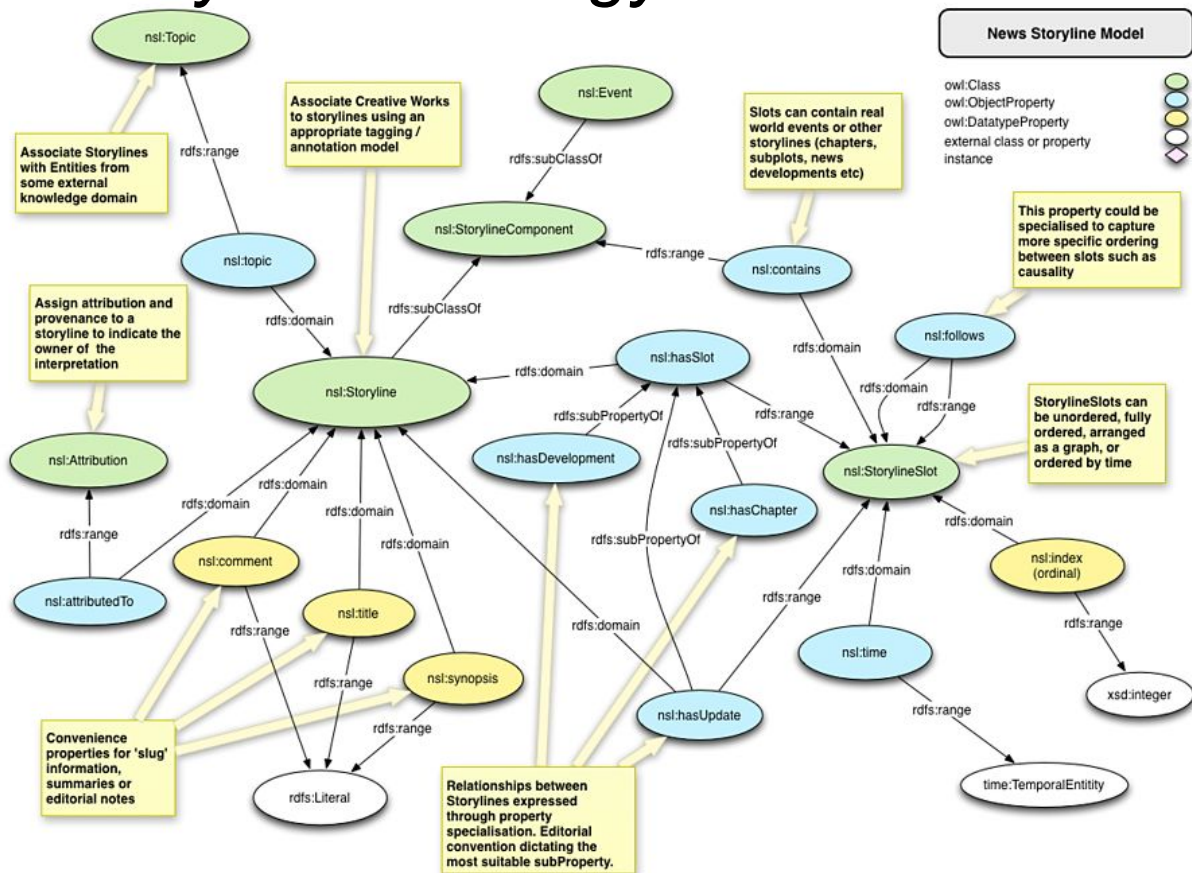 nsl:Topic
News Storyline Model
owl:Class
owl:ObjectProperty
owl:DatatypeProperty
external class or property
instance
nsl:Event
Associate Creative Works
to storylines using an
appropriate tagging /
annotation model
Slots can contain real
world events or other
storylines (chapters,
subplots, news
developments etc)
Associate Storylines
with Entities from
some external
knowledge domain
rdfs:range
rdfs:subClassOf
This property could be
specialised to capture
more specific ordering
between slots such as
causality
nsl:StorylineComponent
rdfs:range
nsl:topic
nsl:contains
Assign attribution and
provenance to a
storyline to indicate the
owner of the
interpretation
rdfs:domain
rdfs:subClassOf
nsl:follows
nsl:hasSlot
rdfs:domain
rdfs:domain
rdfs:domain
rdfs:range
nsl:Storyline
rdfs:subPropertyOf
rdfs:range
StorylineSlots can
be unordered, fully
ordered, arranged
as a graph, or
ordered by time
rdfs:subPropertyOf
nsl:Attribution
nsl:hasDevelopment
nsl:StorylineSlot
rdfs:domain
rdfs:domain
rdfs:domain
rdfs:domain
nsl:hasChapter
rdfs:domain
rdfs:range
rdfs:subPropertyOf
nsl:comment
nsl:index
(ordinal)
rdfs:domain
nsl:attributedTo
nsl:title
rdfs:range
rdfs:range
rdfs:domain
rdfs:range
nsl:time
rdfs:range
nsl:synopsis
xsd:integer
rdfs:range
nsl:hasUpdate
rdfs:range
Convenience
properties for 'slug'
information,
summaries or
editorial notes
rdfs:Literal
time:TemporalEntitity
Relationships between
Storylines expressed
through property
specialisation. Editorial
convention dictating the
most suitable subProperty.